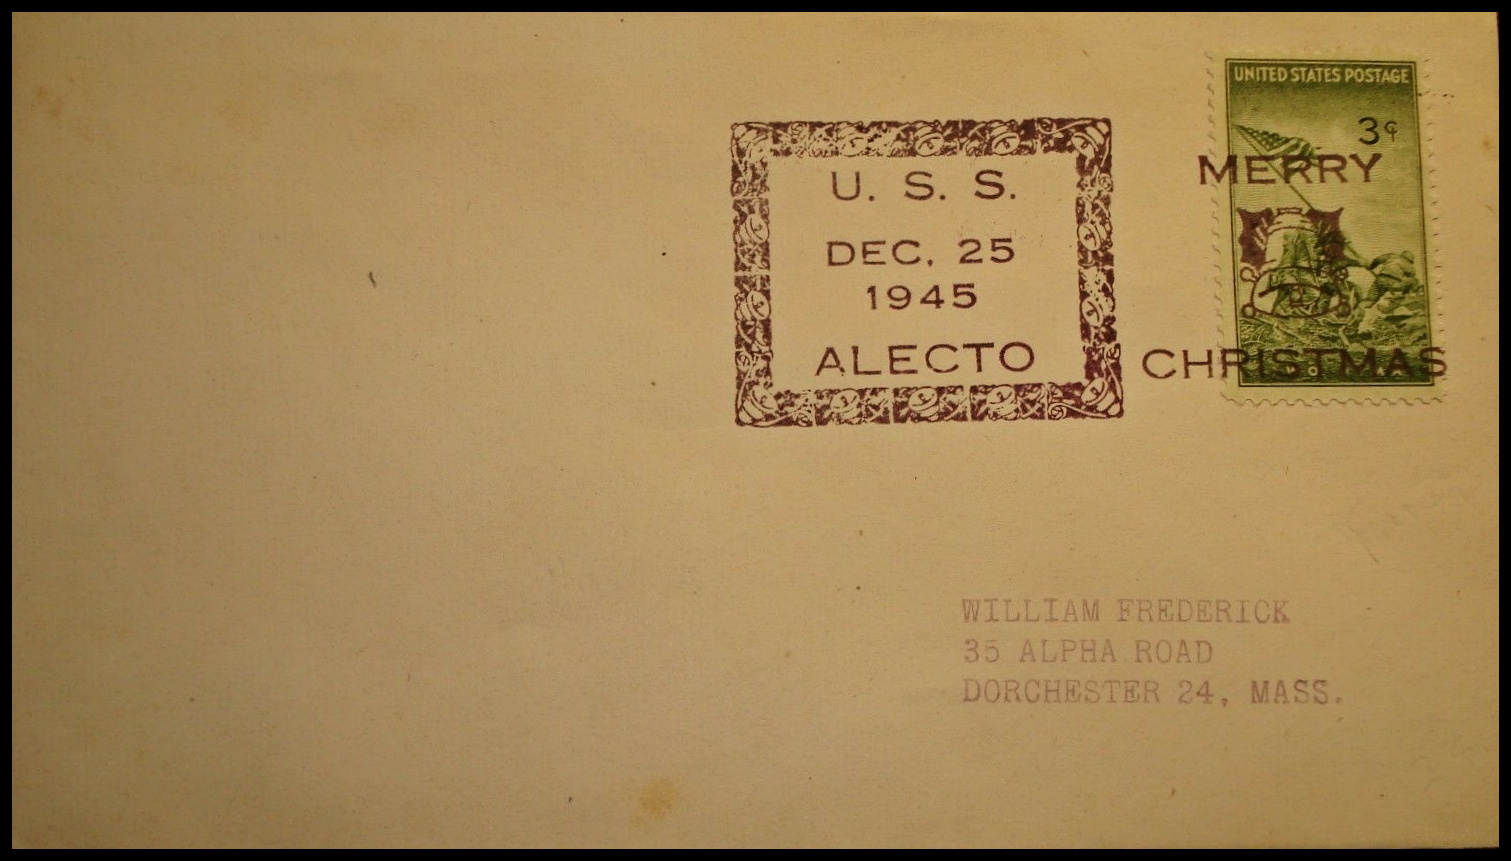 UNITED STATES POSTAGE
3¢
U. S. S.
DEC. 25
1945
ALECTO
MERRY
CHRISTMAS
WILLIAM FREDERICK
35 ALPHA ROAD
DORCHESTER 24, MASS.